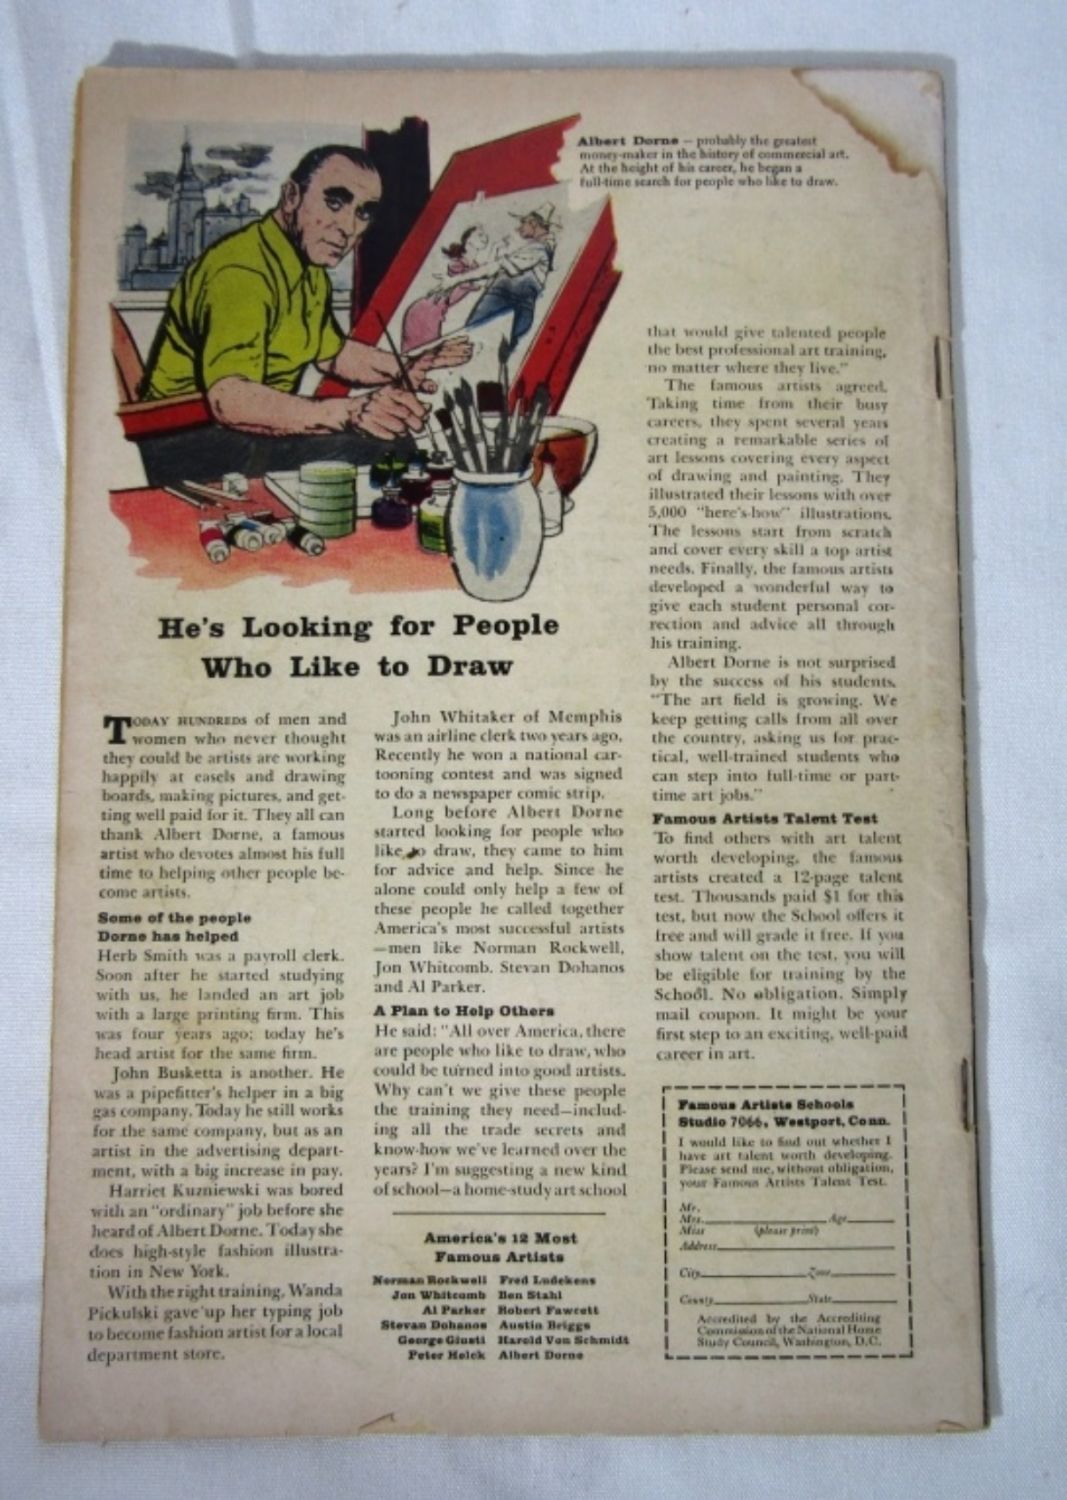 Albert Dorne — probably the greatest
money-maker in the history of commercial art.
At the height of his career, he began a
full-time search for people who like to draw.
He's Looking for People
Who Like to Draw
TODAY HUNDREDS of men and
women who never thought
they could be artists are working
happily at easels and drawing
boards, making pictures, and get-
ting well paid for it. They all can
thank Albert Dorne, a famous
artist who devotes almost his full
time to helping other people be-
come artists.
Some of the people
Dorne has helped
Herb Smith was a payroll clerk.
Soon after he started studying
with us, he landed an art job
with a large printing firm. This
was four years ago; today he's
head artist for the same firm.
John Busketta is another. He
was a pipefitter's helper in a big
gas company. Today he still works
for the same company, but as an
artist in the advertising depart-
ment, with a big increase in pay.
Harriet Kuzniewski was bored
with an "ordinary" job before she
heard of Albert Dorne. Today she
does high-style fashion illustra-
tion in New York.
With the right training, Wanda
Pickulski gave up her typing job
to become fashion artist for a local
department store.
John Whitaker of Memphis
was an airline clerk two years ago.
Recently he won a national car-
tooning contest and was signed
to do a newspaper comic strip.
Long before Albert Dorne
started looking for people who
like to draw, they came to him
for advice and help. Since he
alone could only help a few of
these people he called together
America's most successful artists
—men like Norman Rockwell,
Jon Whitcomb, Stevan Dohanos
and Al Parker.
A Plan to Help Others
He said: "All over America, there
are people who like to draw, who
could be turned into good artists.
Why can't we give these people
the training they need—includ-
ing all the trade secrets and
know-how we've learned over the
years? I'm suggesting a new kind
of school—a home-study art school
America's 12 Most
Famous Artists
Norman Rockwell Fred Ludekens
Jon Whitcomb Ben Stahl
Al Parker Robert Fawcett
Stevan Dohanos Austin Briggs
George Giusti Harold Von Schmidt
Peter Helck Albert Dorne
that would give talented people
the best professional art training,
no matter where they live."
The famous artists agreed.
Taking time from their busy
careers, they spent several years
creating a remarkable series of
art lessons covering every aspect
of drawing and painting. They
illustrated their lessons with over
5,000 "here's-how" illustrations.
The lessons start from scratch
and cover every skill a top artist
needs. Finally, the famous artists
developed a wonderful way to
give each student personal cor-
rection and advice all through
his training.
Albert Dorne is not surprised
by the success of his students.
"The art field is growing. We
keep getting calls from all over
the country, asking us for prac-
tical, well-trained students who
can step into full-time or part-
time art jobs."
Famous Artists Talent Test
To find others with art talent
worth developing, the famous
artists created a 12-page talent
test. Thousands paid $1 for this
test, but now the School offers it
free and will grade it free. If you
show talent on the test, you will
be eligible for training by the
School. No obligation. Simply
mail coupon. It might be your
first step to an exciting, well-paid
career in art.
Famous Artists Schools
Studio 7066, Westport, Conn.
I would like to find out whether I
have art talent worth developing.
Please send me, without obligation,
your Famous Artists Talent Test.
Mr.
Mrs. Age
Miss (please print)
Address
City Zone
County State
Accredited by the Accrediting
Commission of the National Home
Study Council, Washington, D.C.